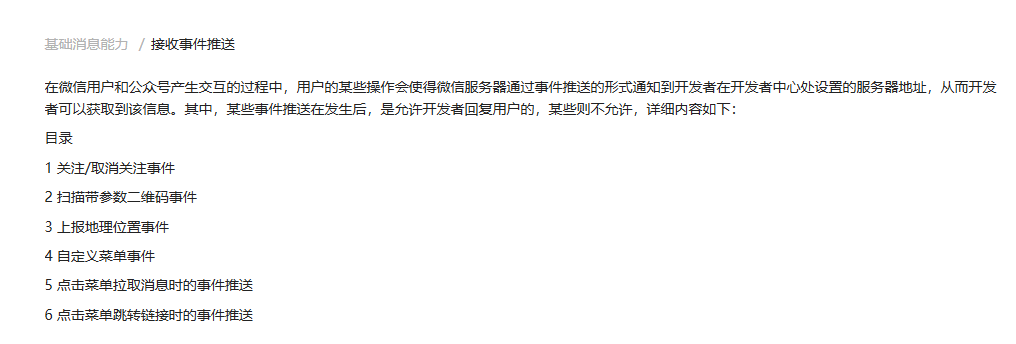 基础消息能力 / 接收事件推送
在微信用户和公众号产生交互的过程中，用户的某些操作会使得微信服务器通过事件推送的形式通知到开发者在开发者中心处设置的服务器地址，从而开发
者可以获取到该信息。其中，某些事件推送在发生后，是允许开发者回复用户的，某些则不允许，详细内容如下：
目录
1 关注/取消关注事件
2 扫描带参数二维码事件
3 上报地理位置事件
4 自定义菜单事件
5 点击菜单拉取消息时的事件推送
6 点击菜单跳转链接时的事件推送